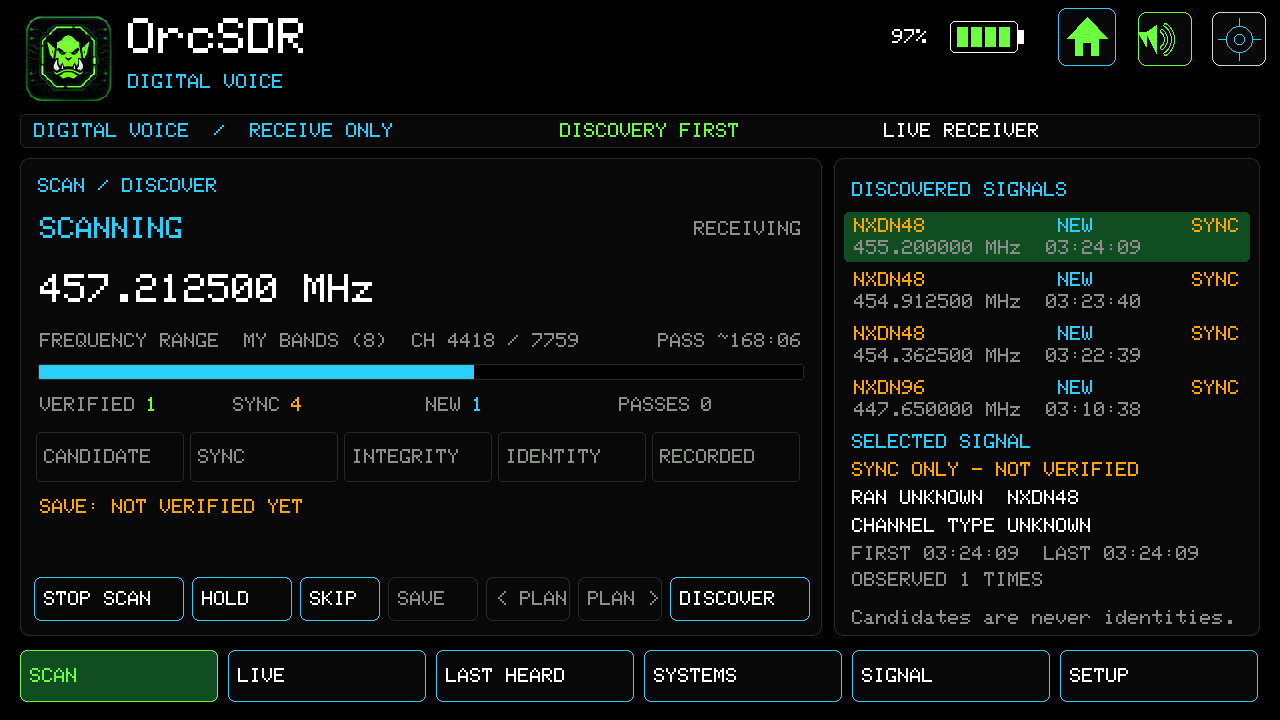 OrcSDR
DIGITAL VOICE
97%
DIGITAL VOICE / RECEIVE ONLY
DISCOVERY FIRST
LIVE RECEIVER
SCAN / DISCOVER
SCANNING
RECEIVING
457.212500 MHz
FREQUENCY RANGE MY BANDS (8) CH 4418 / 7759 PASS ~168:06
VERIFIED 1 SYNC 4 NEW 1 PASSES 0
CANDIDATE SYNC INTEGRITY IDENTITY RECORDED
SAVE: NOT VERIFIED YET
STOP SCAN HOLD SKIP SAVE < PLAN PLAN > DISCOVER
DISCOVERED SIGNALS
NXDN48 NEW SYNC
455.200000 MHz 03:24:09
NXDN48 NEW SYNC
454.912500 MHz 03:23:40
NXDN48 NEW SYNC
454.362500 MHz 03:22:39
NXDN96 NEW SYNC
447.650000 MHz 03:10:38
SELECTED SIGNAL
SYNC ONLY - NOT VERIFIED
RAN UNKNOWN NXDN48
CHANNEL TYPE UNKNOWN
FIRST 03:24:09 LAST 03:24:09
OBSERVED 1 TIMES
Candidates are never identities.
SCAN LIVE LAST HEARD SYSTEMS SIGNAL SETUP